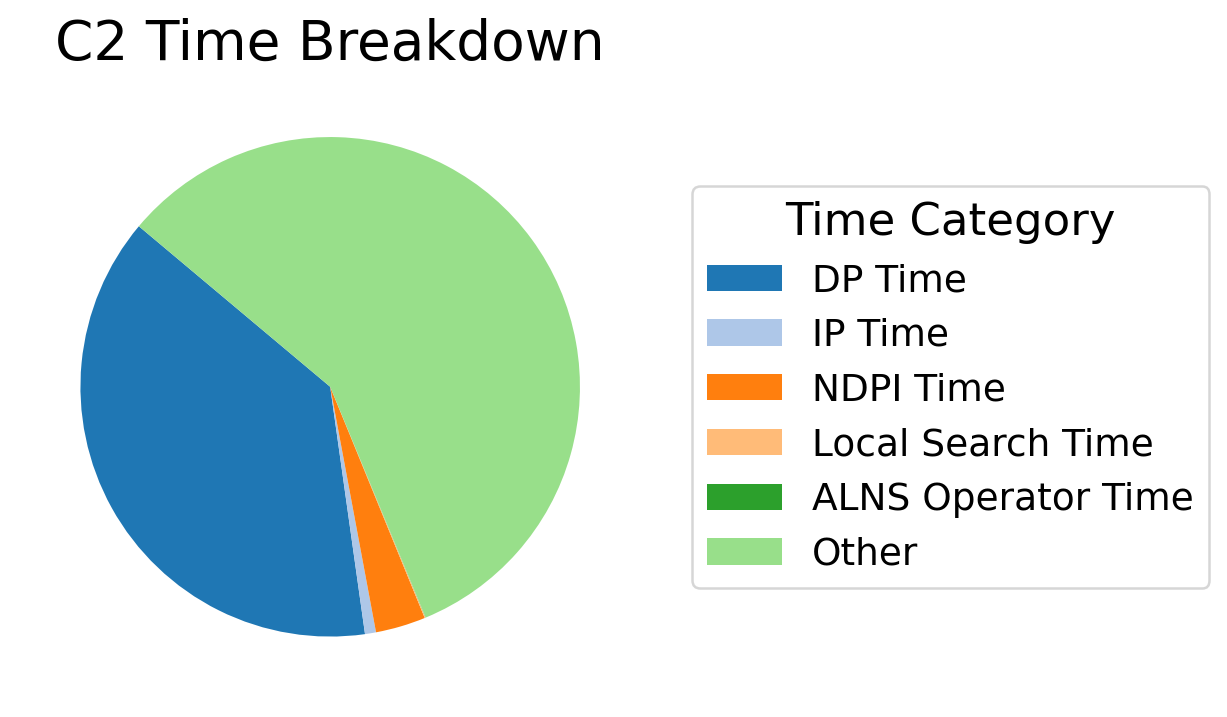 C2 Time Breakdown
Time Category
DP Time
IP Time
NDPI Time
Local Search Time
ALNS Operator Time
Other